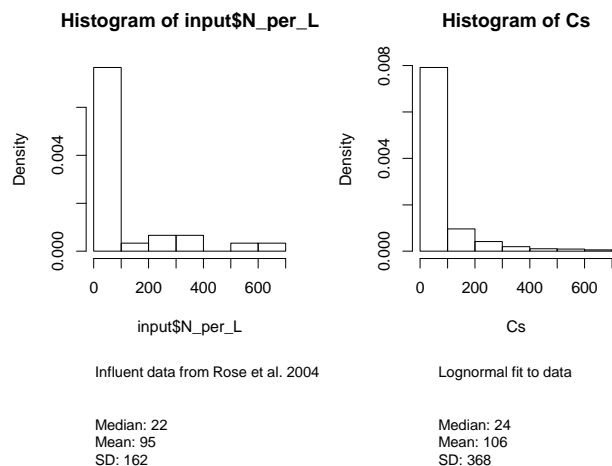 Histogram of input$N_per_L
Density
0.000
0.004
0
200
400
600
input$N_per_L
Influent data from Rose et al. 2004
Median: 22
Mean: 95
SD: 162
Histogram of Cs
Density
0.000
0.004
0.008
0
200
400
600
Cs
Lognormal fit to data
Median: 24
Mean: 106
SD: 368